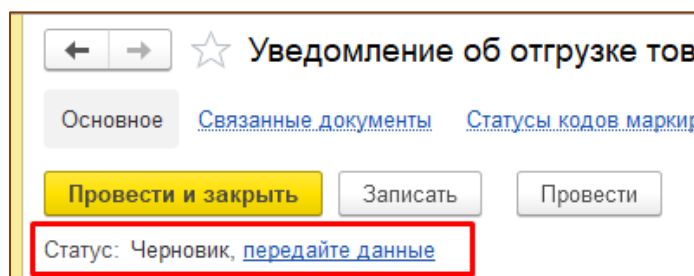 Уведомление об отгрузке тов
Основное Связанные документы Статусы кодов маркир
Провести и закрыть Записать Провести
Статус: Черновик, передайте данные